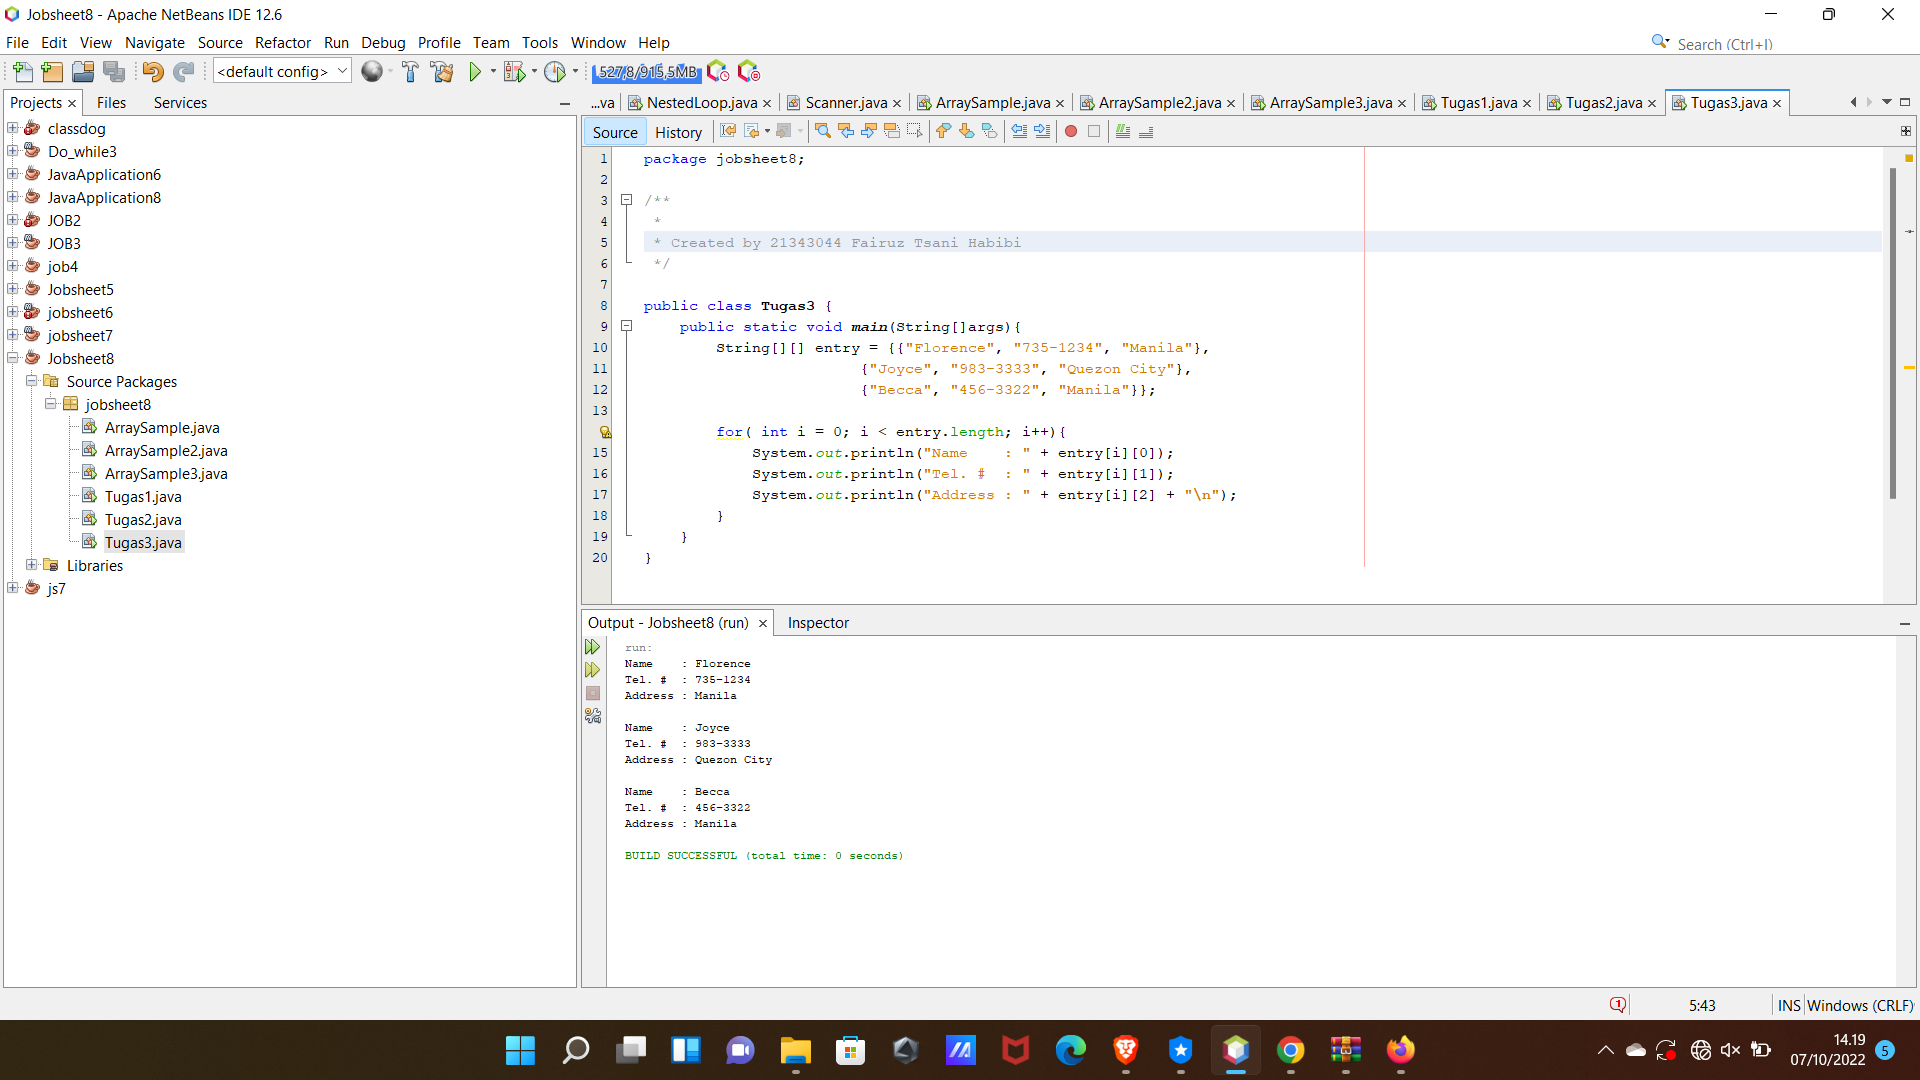 Jobsheet8 - Apache NetBeans IDE 12.6
File Edit View Navigate Source Refactor Run Debug Profile Team Tools Window Help
Search (Ctrl+I)
<default config>
527,8/915,5MB
Projects Files Services
...va NestedLoop.java Scanner.java ArraySample.java ArraySample2.java ArraySample3.java Tugas1.java Tugas2.java Tugas3.java
Source History
classdog
Do_while3
JavaApplication6
JavaApplication8
JOB2
JOB3
job4
Jobsheet5
jobsheet6
jobsheet7
Jobsheet8
Source Packages
jobsheet8
ArraySample.java
ArraySample2.java
ArraySample3.java
Tugas1.java
Tugas2.java
Tugas3.java
Libraries
js7
1 package jobsheet8;
2
3 /**
4 *
5 * Created by 21343044 Fairuz Tsani Habibi
6 */
7
8 public class Tugas3 {
9 public static void main(String[]args){
10 String[][] entry = {{"Florence", "735-1234", "Manila"},
11 {"Joyce", "983-3333", "Quezon City"},
12 {"Becca", "456-3322", "Manila"}};
13
for( int i = 0; i < entry.length; i++){
15 System.out.println("Name    : " + entry[i][0]);
16 System.out.println("Tel. #  : " + entry[i][1]);
17 System.out.println("Address : " + entry[i][2] + "\n");
18 }
19 }
20 }
Output - Jobsheet8 (run) Inspector
run:
Name    : Florence
Tel. #  : 735-1234
Address : Manila
Name    : Joyce
Tel. #  : 983-3333
Address : Quezon City
Name    : Becca
Tel. #  : 456-3322
Address : Manila
BUILD SUCCESSFUL (total time: 0 seconds)
1 5:43 INS Windows (CRLF)
14.19
07/10/2022
5